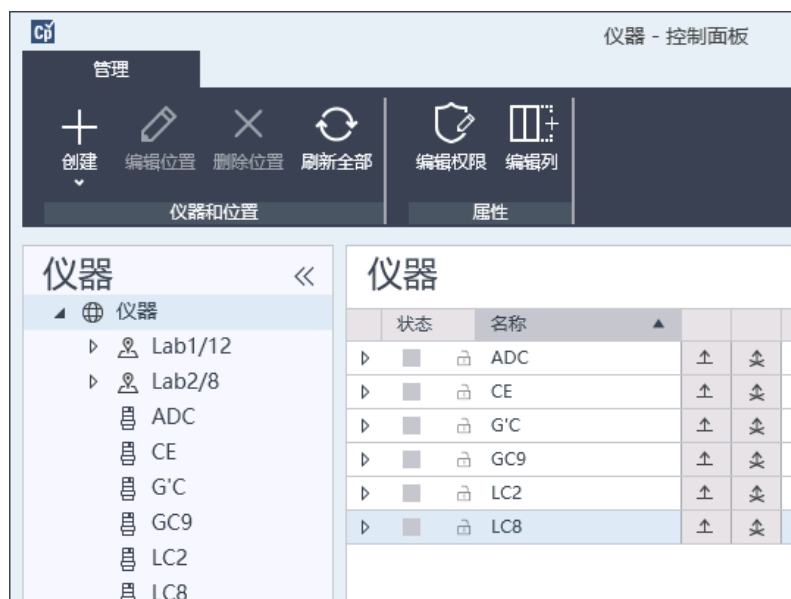 Cp
仪器 - 控制面板
管理
创建 编辑位置 删除位置 刷新全部 编辑权限 编辑列
仪器和位置 属性
仪器
仪器
Lab1/12
Lab2/8
ADC
CE
G'C
GC9
LC2
LC8
仪器
状态 名称
ADC
CE
G'C
GC9
LC2
LC8